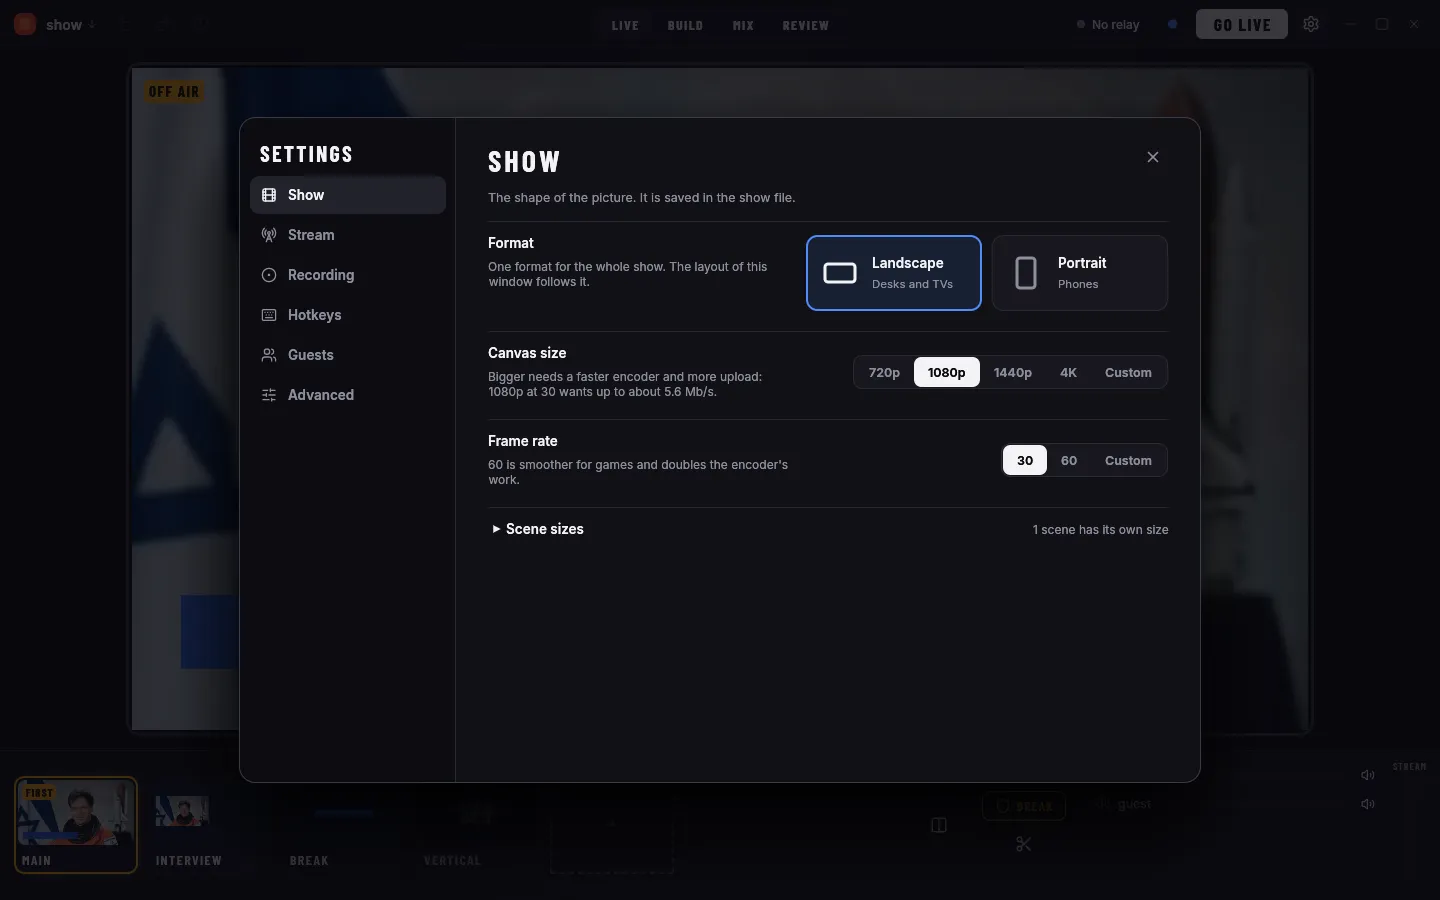 show
LIVE
BUILD
MIX
REVIEW
No relay
GO LIVE
OFF AIR
SETTINGS
Show
Stream
Recording
Hotkeys
Guests
Advanced
SHOW
The shape of the picture. It is saved in the show file.
Format
One format for the whole show. The layout of this
window follows it.
Landscape
Desks and TVs
Portrait
Phones
Canvas size
Bigger needs a faster encoder and more upload:
1080p at 30 wants up to about 5.6 Mb/s.
720p
1080p
1440p
4K
Custom
Frame rate
60 is smoother for games and doubles the encoder's
work.
30
60
Custom
Scene sizes
1 scene has its own size
FIRST
MAIN
INTERVIEW
BREAK
VERTICAL
BREAK
guest
STREAM